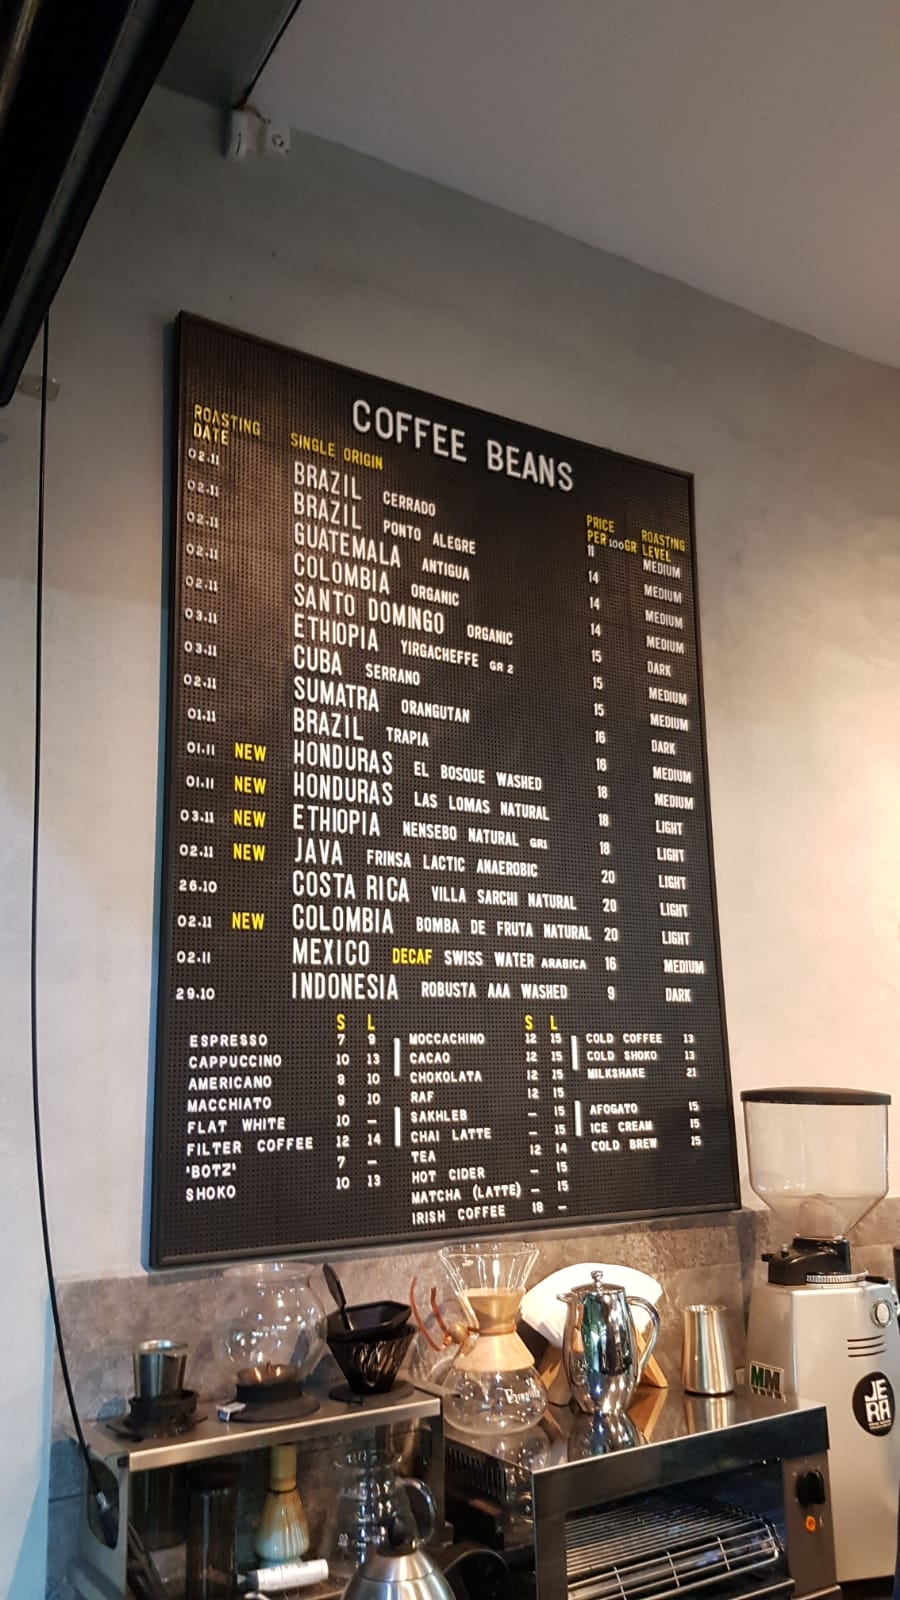 COFFEE BEANS
ROASTING DATE SINGLE ORIGIN PRICE PER 100GR ROASTING LEVEL
02.11 BRAZIL CERRADO 11 MEDIUM
02.11 BRAZIL PONTO ALEGRE 14 MEDIUM
02.11 GUATEMALA ANTIGUA 14 MEDIUM
02.11 COLOMBIA ORGANIC 14 MEDIUM
02.11 SANTO DOMINGO ORGANIC 15 DARK
03.11 ETHIOPIA YIRGACHEFFE GR 2 15 MEDIUM
03.11 CUBA SERRANO 15 MEDIUM
02.11 SUMATRA ORANGUTAN 16 DARK
01.11 BRAZIL TRAPIA 16 MEDIUM
01.11 NEW HONDURAS EL BOSQUE WASHED 18 MEDIUM
01.11 NEW HONDURAS LAS LOMAS NATURAL 18 LIGHT
03.11 NEW ETHIOPIA NENSEBO NATURAL GR1 18 LIGHT
02.11 NEW JAVA FRINSA LACTIC ANAEROBIC 20 LIGHT
26.10 COSTA RICA VILLA SARCHI NATURAL 20 LIGHT
02.11 NEW COLOMBIA BOMBA DE FRUTA NATURAL 20 LIGHT
02.11 MEXICO DECAF SWISS WATER ARABICA 16 MEDIUM
29.10 INDONESIA ROBUSTA AAA WASHED 9 DARK
S L
ESPRESSO 7 9
CAPPUCCINO 10 13
AMERICANO 8 10
MACCHIATO 9 10
FLAT WHITE 10 –
FILTER COFFEE 12 14
'BOTZ' 7 –
SHOKO 10 13
S L
MOCCACHINO 12 15
CACAO 12 15
CHOKOLATA 12 15
RAF 12 15
SAKHLEB – 15
CHAI LATTE – 15
TEA 12 14
HOT CIDER – 15
MATCHA (LATTE) – 15
IRISH COFFEE 18 –
COLD COFFEE 13
COLD SHOKO 13
MILKSHAKE 21
AFOGATO 15
ICE CREAM 15
COLD BREW 15
MM
JERA